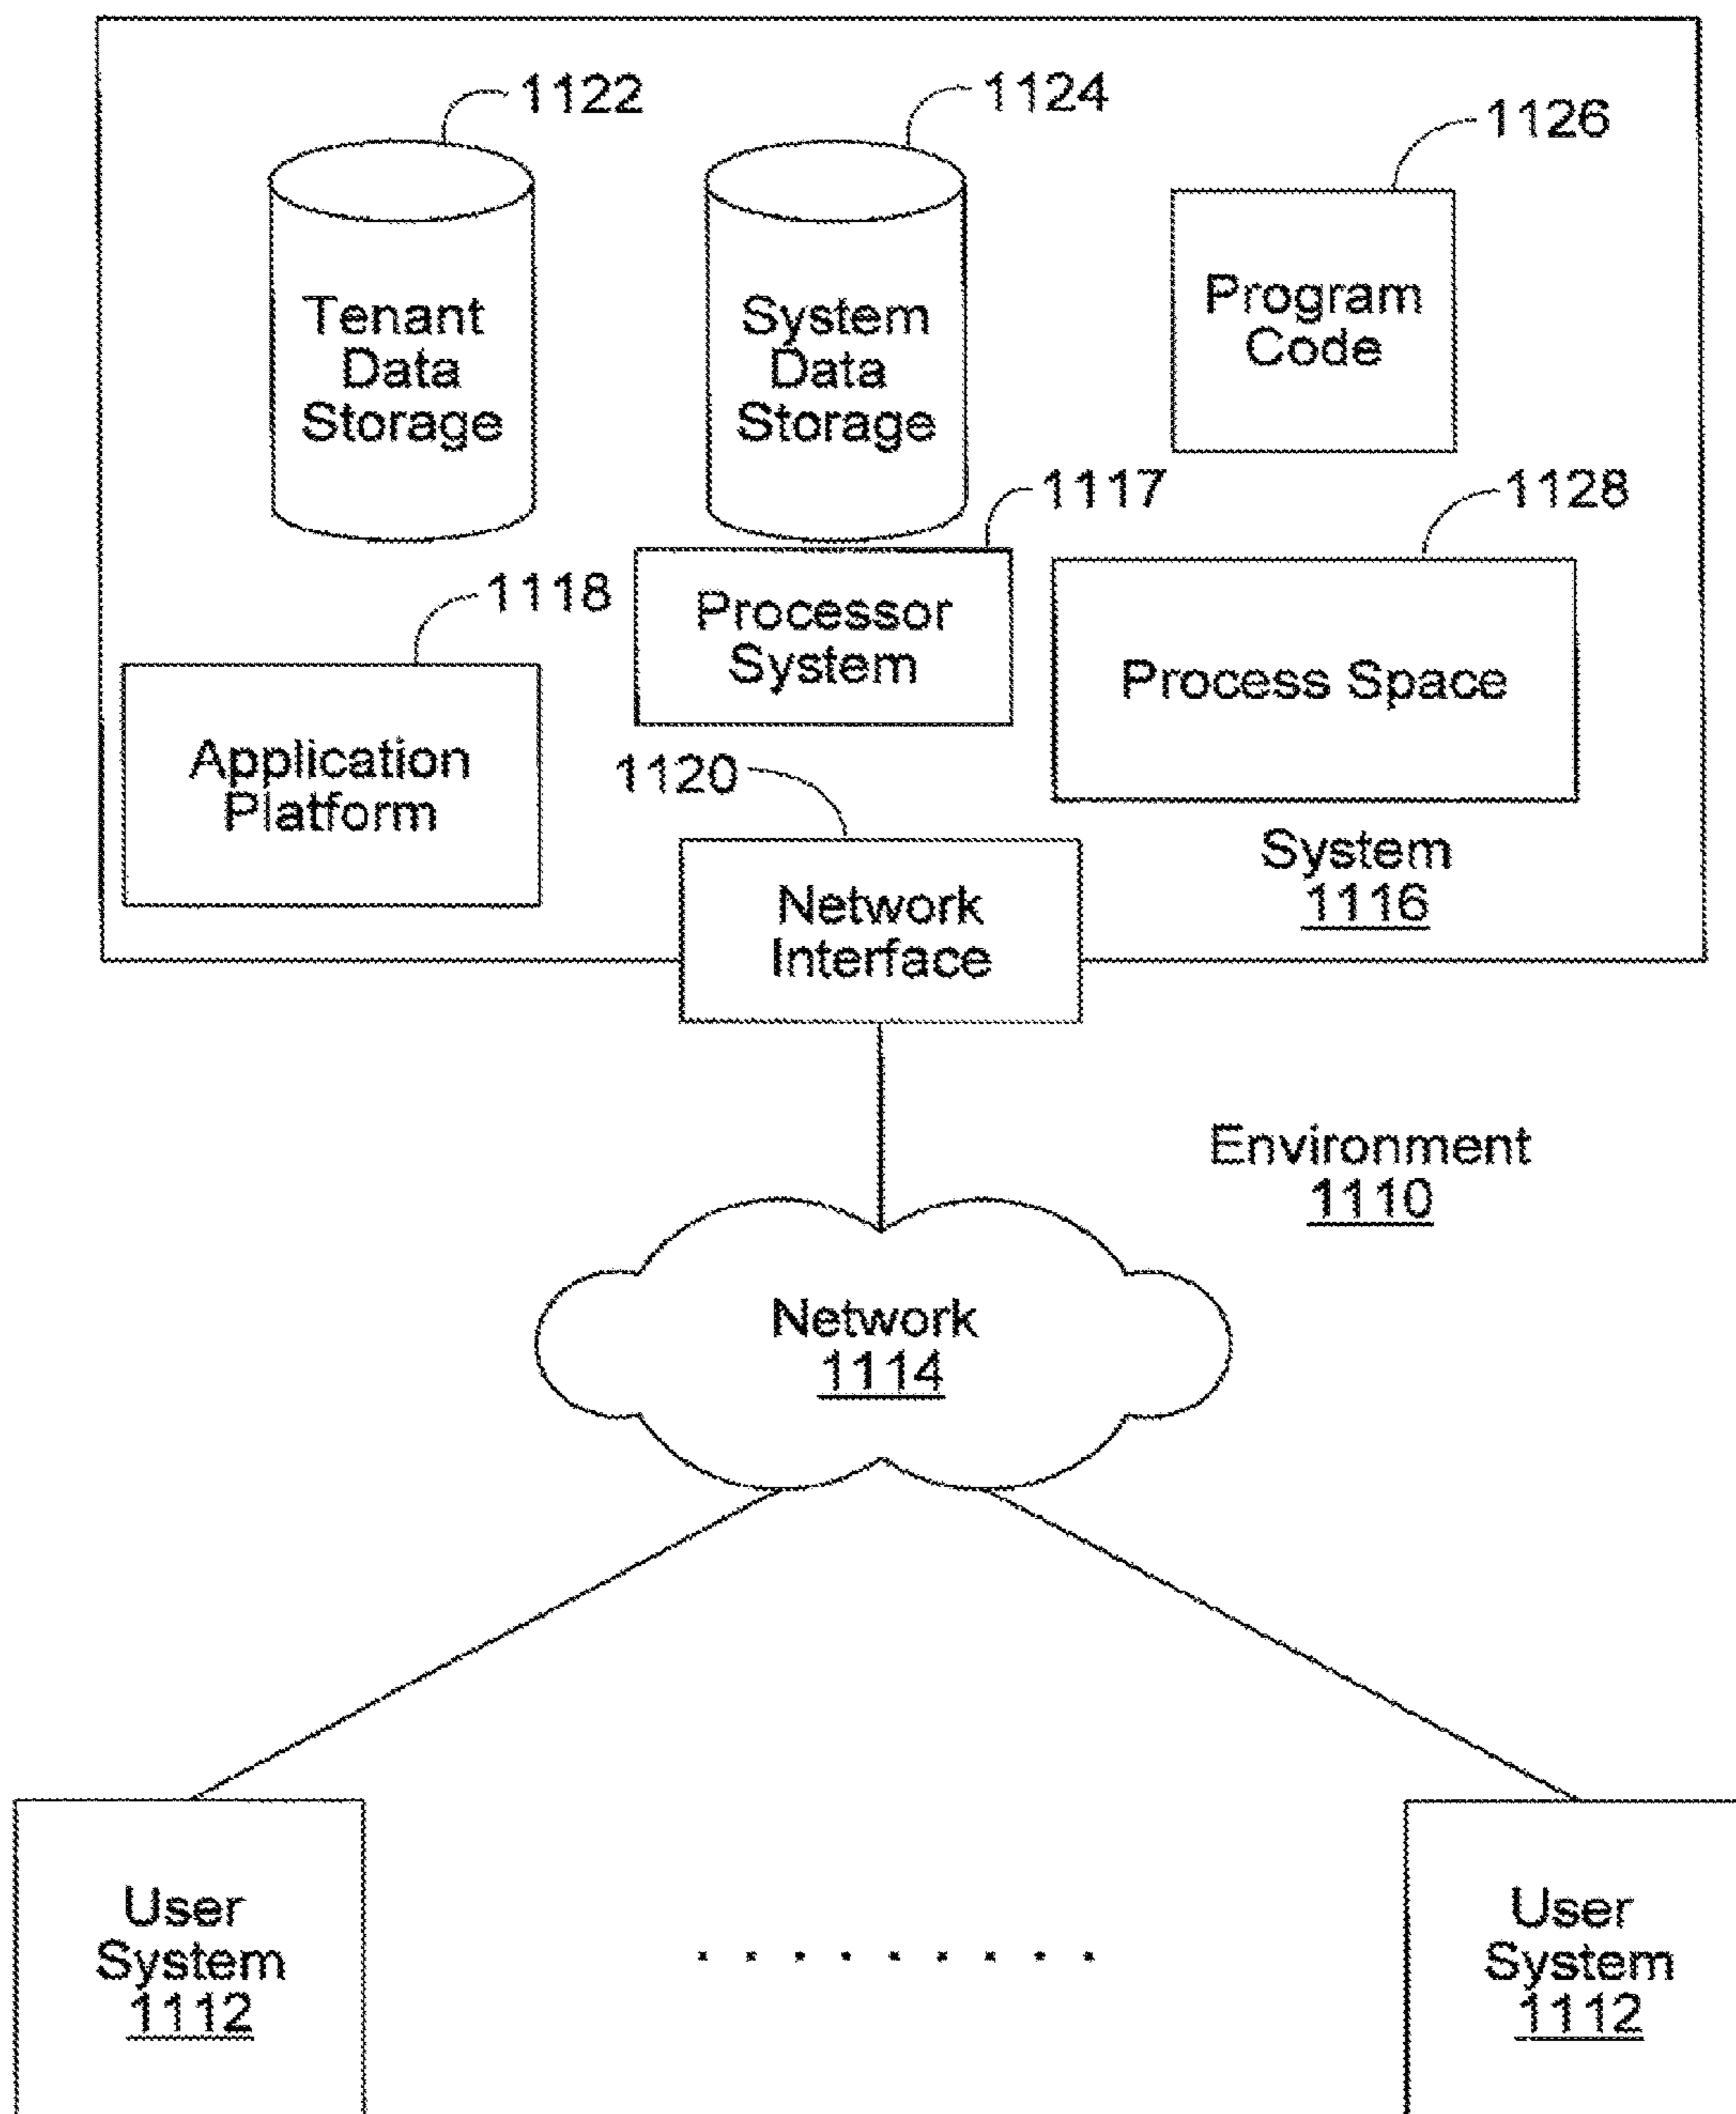 1122
1124
1126
Tenant
Data
Storage
System
Data
Storage
Program
Code
1117
1128
1118
Processor
System
Process Space
Application
Platform
1120
System
1116
Network
Interface
Environment
1110
Network
1114
User
System
1112
User
System
1112